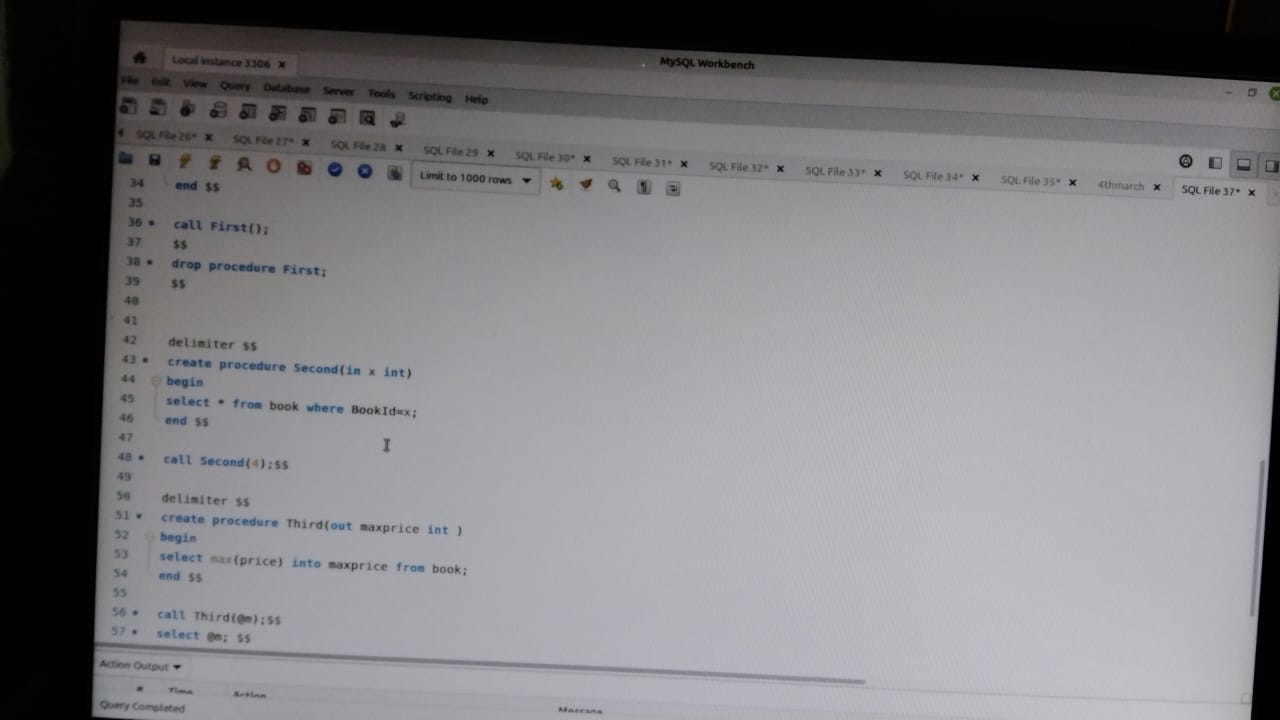 MySQL Workbench
Local instance 3306 ×
File Edit View Query Database Server Tools Scripting Help
4 SQL File 26* × SQL File 27* × SQL File 28 × SQL File 29 × SQL File 30* × SQL File 31* × SQL File 32* × SQL File 33* × SQL File 34* × SQL File 35* × 4thmarch × SQL File 37* ×
Limit to 1000 rows
34 end $$
35
36 call First();
37 $$
38 drop procedure First;
39 $$
40
41
42 delimiter $$
43 create procedure Second(in x int)
44 begin
45 select * from book where BookId=x;
46 end $$
47
48 call Second(4);$$
49
50 delimiter $$
51 create procedure Third(out maxprice int )
52 begin
53 select max(price) into maxprice from book;
54 end $$
55
56 call Third(@m);$$
57 select @m; $$
Action Output
# Time Action Message
Query Completed